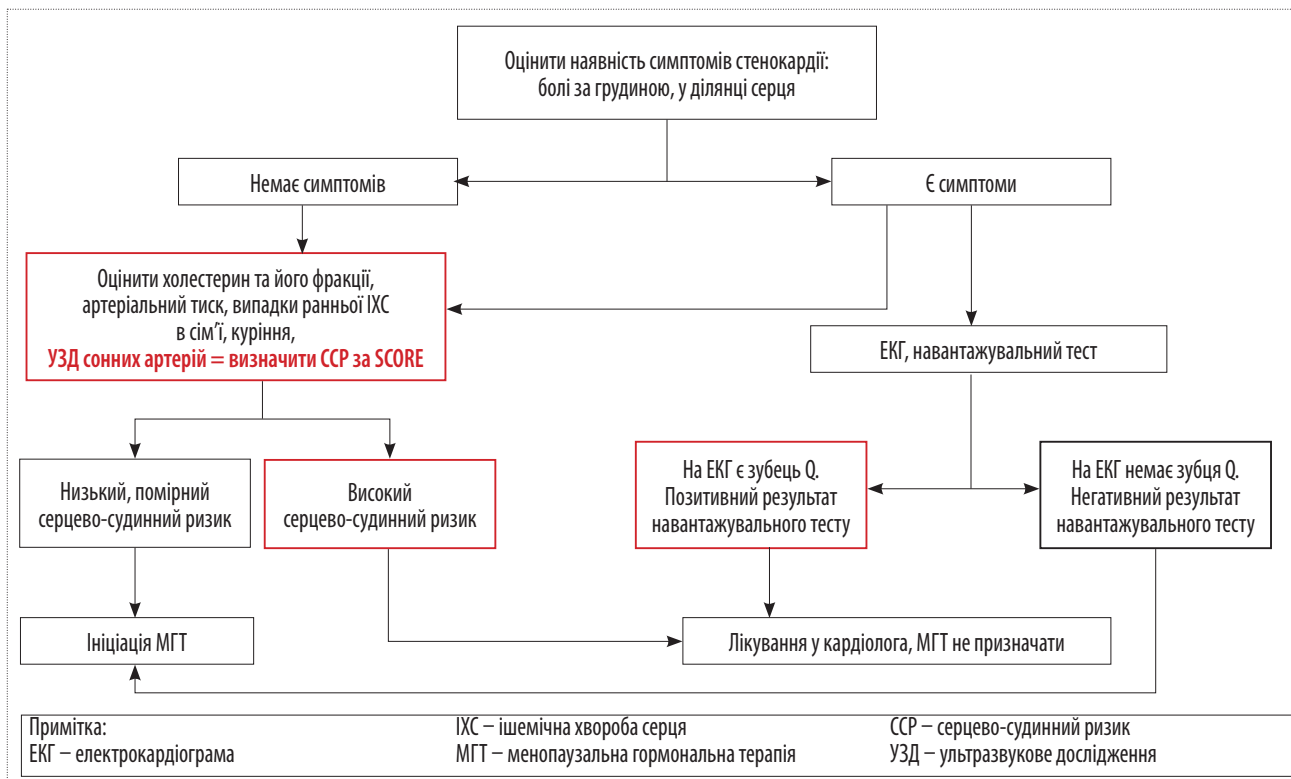 Оцінити наявність симптомів стенокардії:
болі за грудиною, у ділянці серця
Немає симптомів
Є симптоми
Оцінити холестерин та його фракції,
артеріальний тиск, випадки ранньої ІХС
в сім’ї, куріння,
УЗД сонних артерій = визначити ССР за SCORE
ЕКГ, навантажувальний тест
Низький, помірний
серцево-судинний ризик
Високий
серцево-судинний ризик
На ЕКГ є зубець Q.
Позитивний результат
навантажувального тесту
На ЕКГ немає зубця Q.
Негативний результат
навантажувального тесту
Ініціація МГТ
Лікування у кардіолога, МГТ не призначати
Примітка:
ЕКГ – електрокардіограма
ІХС – ішемічна хвороба серця
МГТ – менопаузальна гормональна терапія
ССР – серцево-судинний ризик
УЗД – ультразвукове дослідження